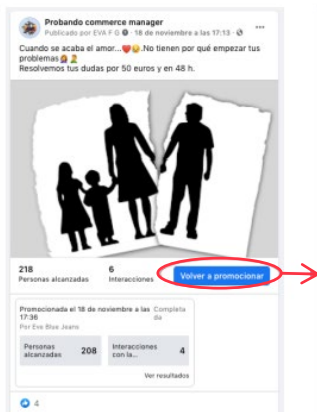 Probando commerce manager
Publicado por EVA F G · 18 de noviembre a las 17:13 ·
Cuando se acaba el amor...❤️😢.No tienen por qué empezar tus
problemas
Resolvemos tus dudas por 50 euros y en 48 h.
218
Personas alcanzadas
6
Interacciones
Volver a promocionar
Promocionada el 18 de noviembre a las 17:36
Completada
Por Eva Blue Jeans
Personas alcanzadas 208
Interacciones con la... 4
Ver resultados
4